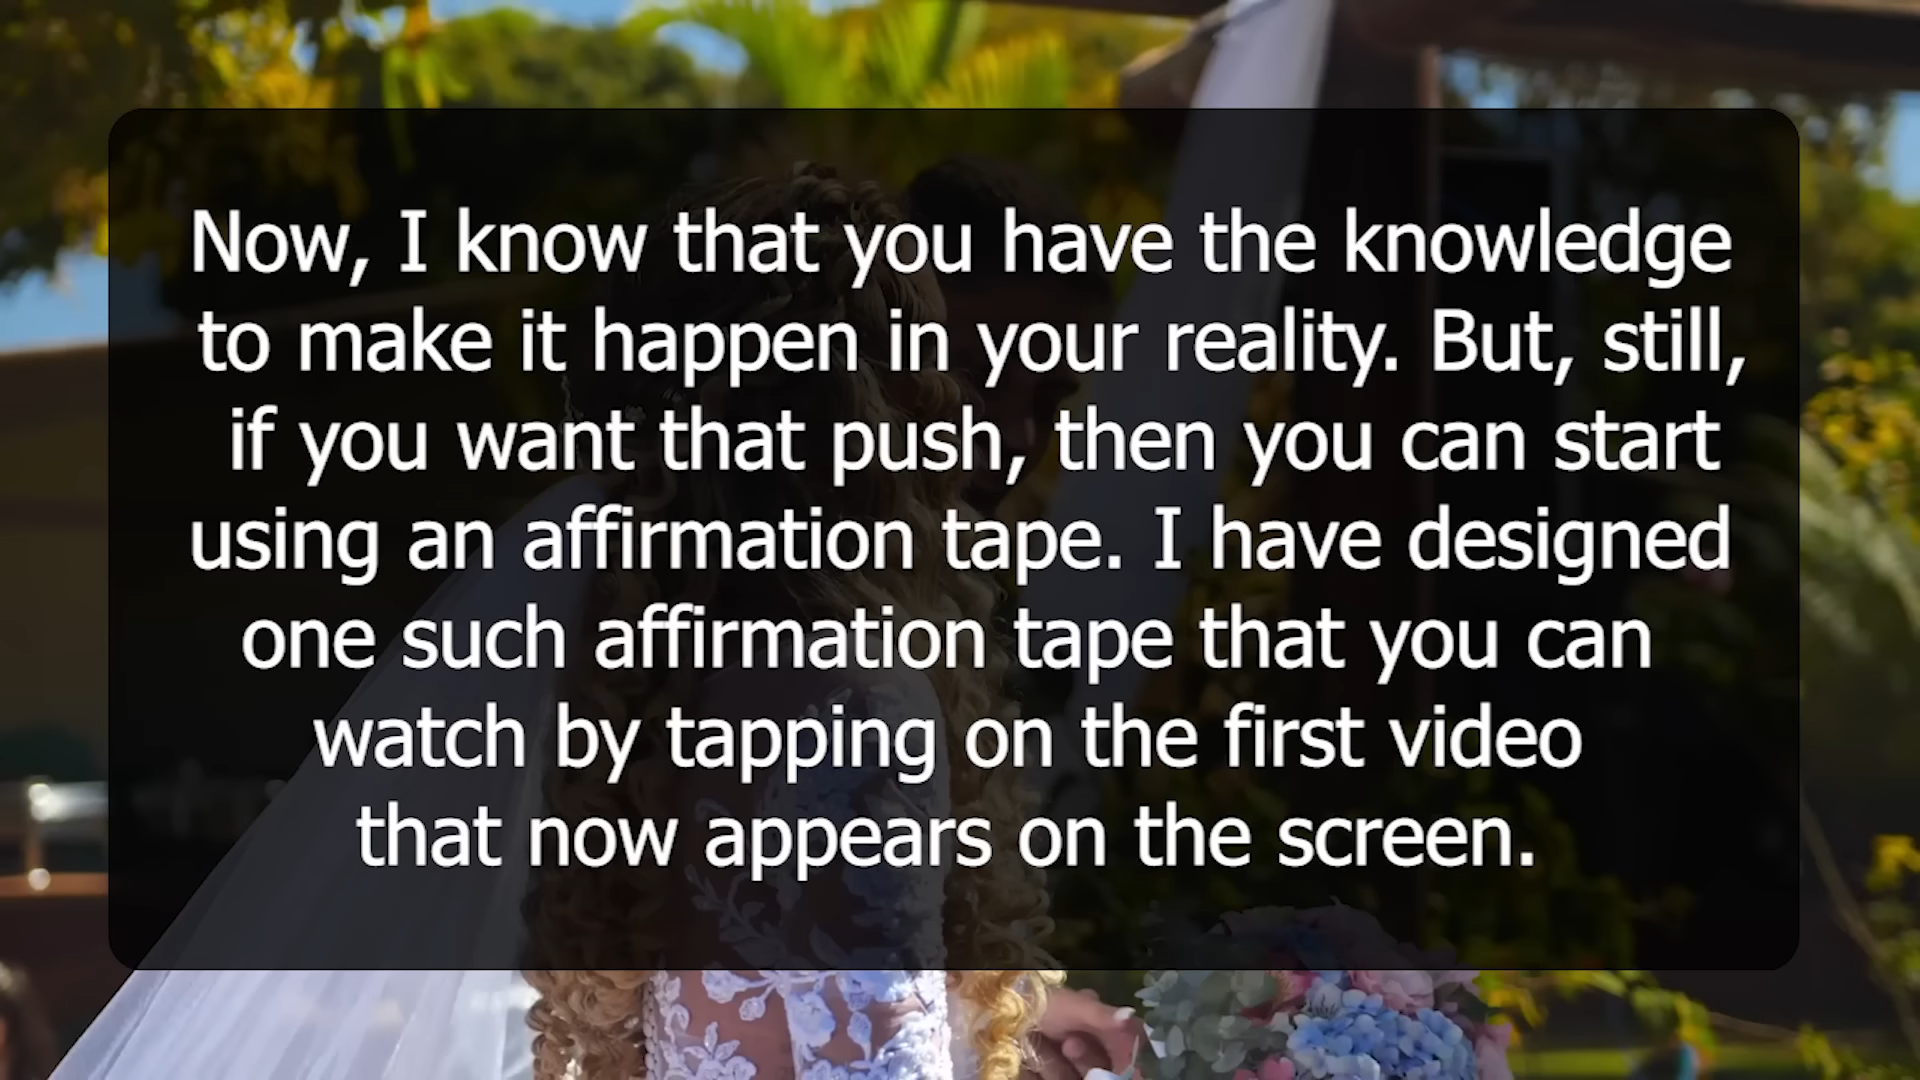 Now, I know that you have the knowledge
to make it happen in your reality. But, still,
if you want that push, then you can start
using an affirmation tape. I have designed
one such affirmation tape that you can
watch by tapping on the first video
that now appears on the screen.